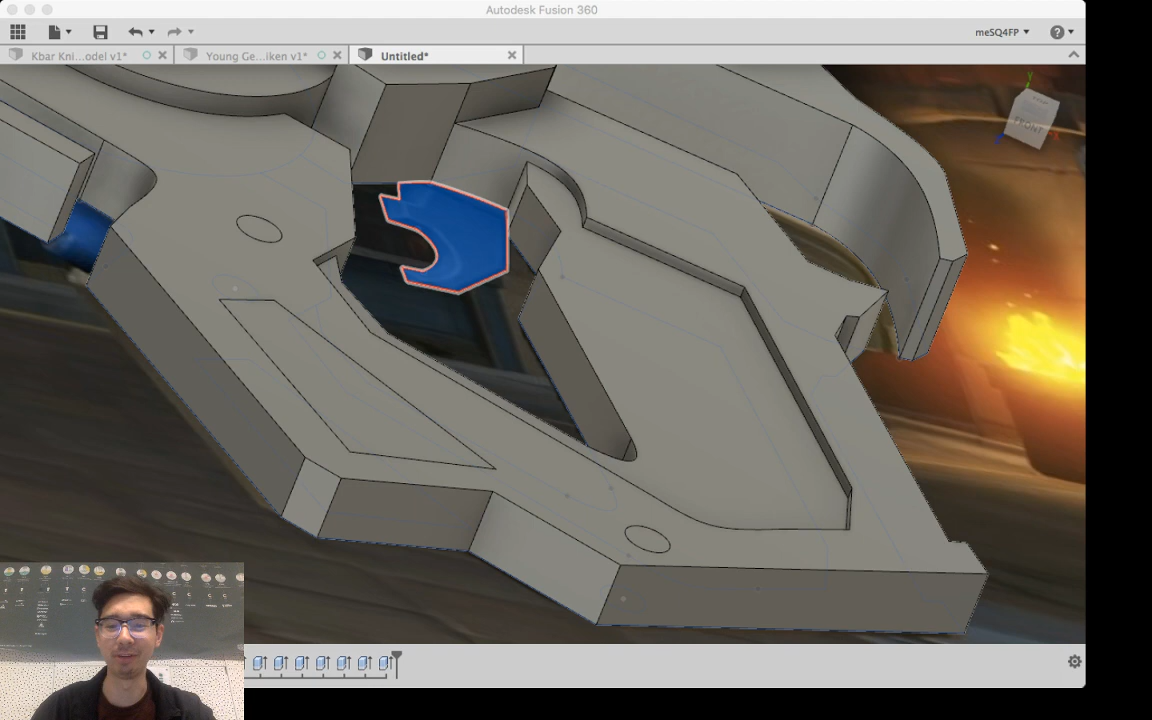 Autodesk Fusion 360
meSQ4FP
Kbar Kni...odel v1*
Young Ge...iken v1*
Untitled*
Y
FRONT